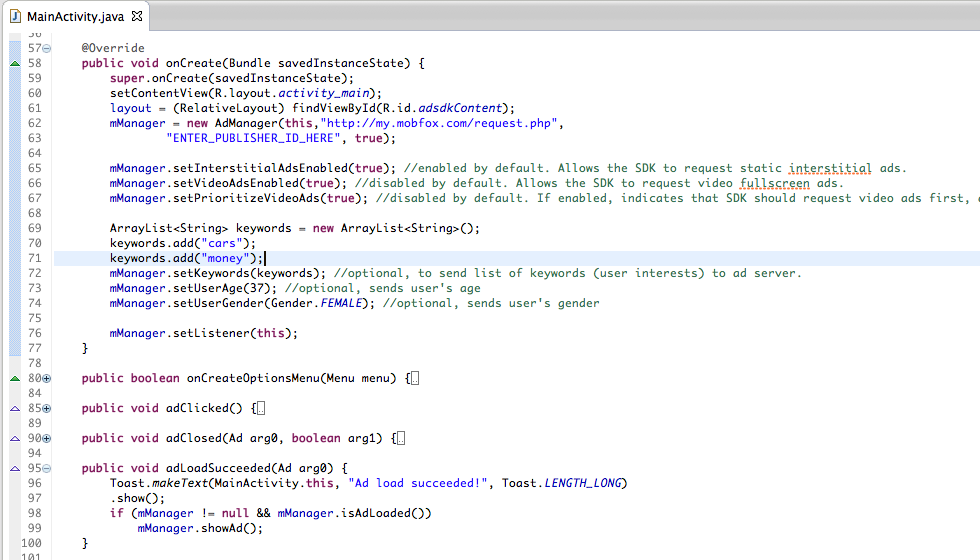 MainActivity.java
56
57 @Override
58 public void onCreate(Bundle savedInstanceState) {
59 super.onCreate(savedInstanceState);
60 setContentView(R.layout.activity_main);
61 layout = (RelativeLayout) findViewById(R.id.adsdkContent);
62 mManager = new AdManager(this,"http://my.mobfox.com/request.php",
63 "ENTER_PUBLISHER_ID_HERE", true);
64
65 mManager.setInterstitialAdsEnabled(true); //enabled by default. Allows the SDK to request static interstitial ads.
66 mManager.setVideoAdsEnabled(true); //disabled by default. Allows the SDK to request video fullscreen ads.
67 mManager.setPrioritizeVideoAds(true); //disabled by default. If enabled, indicates that SDK should request video ads first,
68
69 ArrayList<String> keywords = new ArrayList<String>();
70 keywords.add("cars");
71 keywords.add("money");
72 mManager.setKeywords(keywords); //optional, to send list of keywords (user interests) to ad server.
73 mManager.setUserAge(37); //optional, sends user's age
74 mManager.setUserGender(Gender.FEMALE); //optional, sends user's gender
75
76 mManager.setListener(this);
77 }
78
80 public boolean onCreateOptionsMenu(Menu menu) {
84
85 public void adClicked() {
89
90 public void adClosed(Ad arg0, boolean arg1) {
94
95 public void adLoadSucceeded(Ad arg0) {
96 Toast.makeText(MainActivity.this, "Ad load succeeded!", Toast.LENGTH_LONG)
97 .show();
98 if (mManager != null && mManager.isAdLoaded())
99 mManager.showAd();
100 }
101